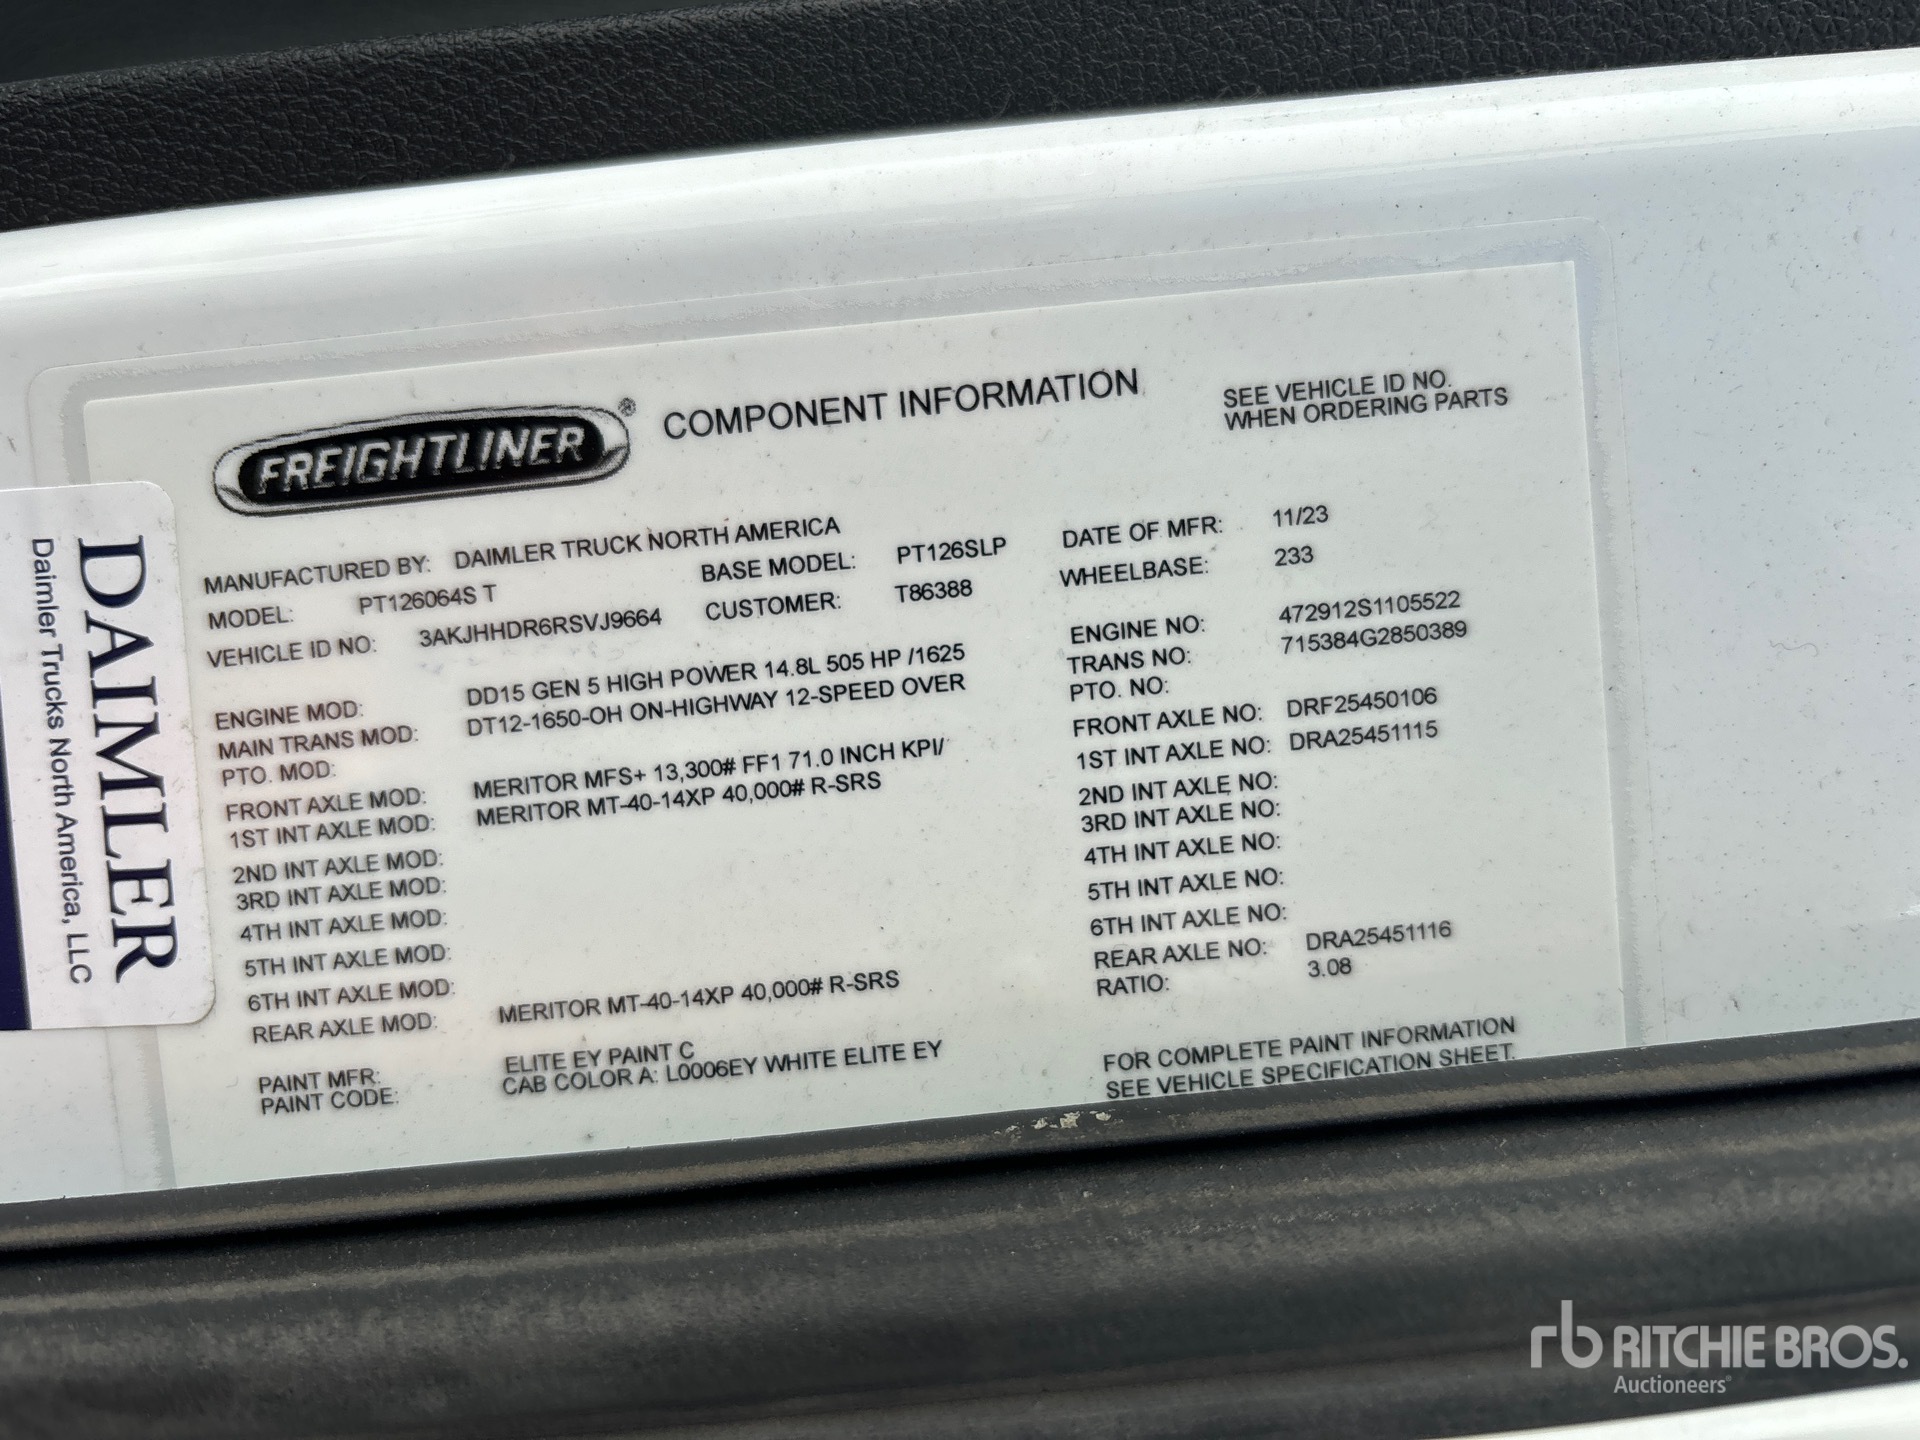 FREIGHTLINER®
COMPONENT INFORMATION
SEE VEHICLE ID NO.
WHEN ORDERING PARTS
DAIMLER
Daimler Trucks North America, LLC
MANUFACTURED BY: DAIMLER TRUCK NORTH AMERICA
MODEL: PT126064S T
BASE MODEL: PT126SLP
DATE OF MFR: 11/23
VEHICLE ID NO: 3AKJHHDR6RSVJ9664
CUSTOMER: T86388
WHEELBASE: 233
ENGINE MOD: DD15 GEN 5 HIGH POWER 14.8L 505 HP /1625
ENGINE NO: 472912S1105522
MAIN TRANS MOD: DT12-1650-OH ON-HIGHWAY 12-SPEED OVER
TRANS NO: 715384G2850389
PTO. MOD:
PTO. NO:
FRONT AXLE MOD: MERITOR MFS+ 13,300# FF1 71.0 INCH KPI/
FRONT AXLE NO: DRF25450106
1ST INT AXLE MOD: MERITOR MT-40-14XP 40,000# R-SRS
1ST INT AXLE NO: DRA25451115
2ND INT AXLE MOD:
2ND INT AXLE NO:
3RD INT AXLE MOD:
3RD INT AXLE NO:
4TH INT AXLE MOD:
4TH INT AXLE NO:
5TH INT AXLE MOD:
5TH INT AXLE NO:
6TH INT AXLE MOD:
6TH INT AXLE NO:
REAR AXLE MOD: MERITOR MT-40-14XP 40,000# R-SRS
REAR AXLE NO: DRA25451116
RATIO: 3.08
PAINT MFR: ELITE EY PAINT C
PAINT CODE: CAB COLOR A: L0006EY WHITE ELITE EY
FOR COMPLETE PAINT INFORMATION
SEE VEHICLE SPECIFICATION SHEET.
rb RITCHIE BROS.
Auctioneers®